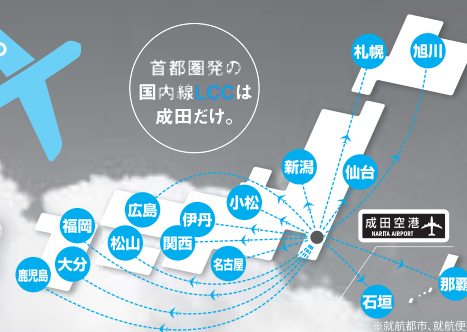 首都圏発の
国内線LCCは
成田だけ。
札幌
旭川
新潟
仙台
小松
広島
伊丹
福岡
松山
関西
名古屋
鹿児島
大分
成田空港
NARITA AIRPORT
那覇
石垣
※就航都市、就航便